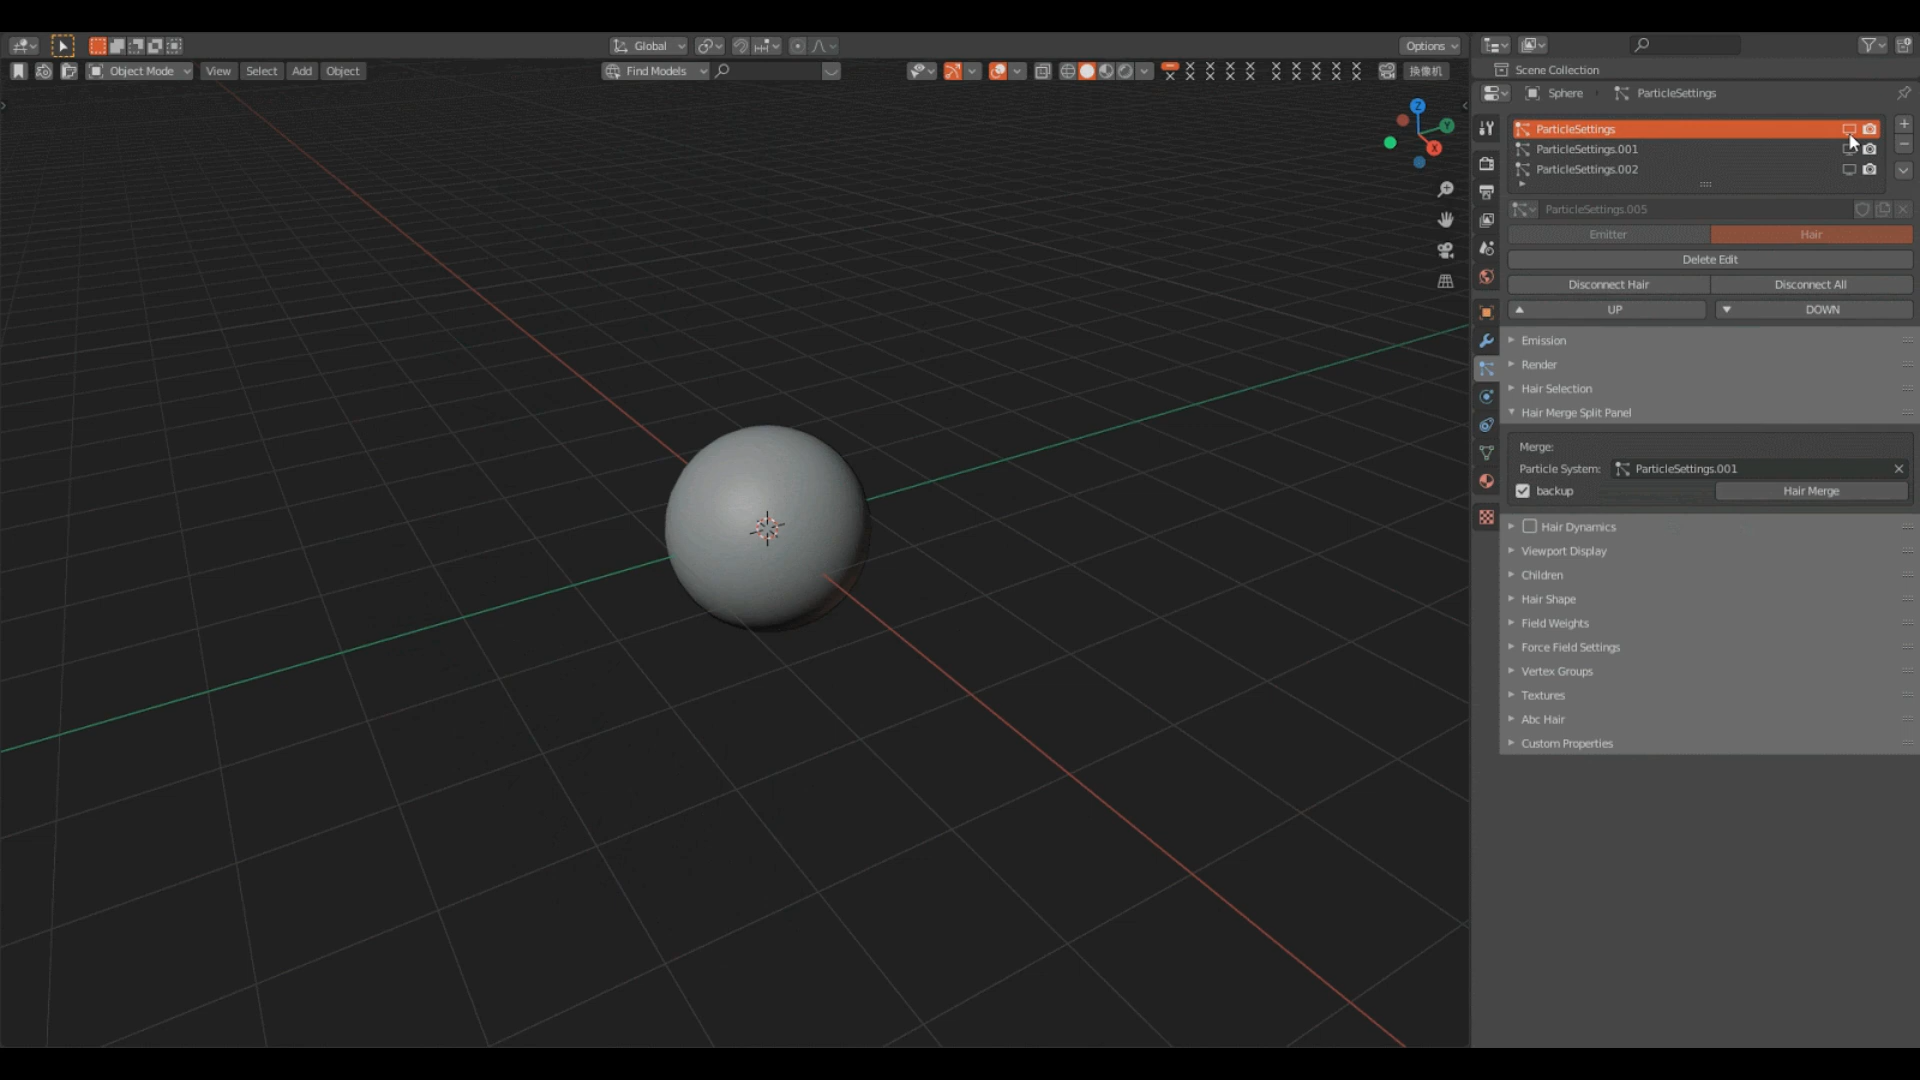 Global
Options
Object Mode
View
Select
Add
Object
Find Models
换像机
Z
Y
X
Scene Collection
Sphere
ParticleSettings
ParticleSettings
ParticleSettings.001
ParticleSettings.002
ParticleSettings.005
Emitter
Hair
Delete Edit
Disconnect Hair
Disconnect All
UP
DOWN
Emission
Render
Hair Selection
Hair Merge Split Panel
Merge:
Particle System:
ParticleSettings.001
backup
Hair Merge
Hair Dynamics
Viewport Display
Children
Hair Shape
Field Weights
Force Field Settings
Vertex Groups
Textures
Abc Hair
Custom Properties